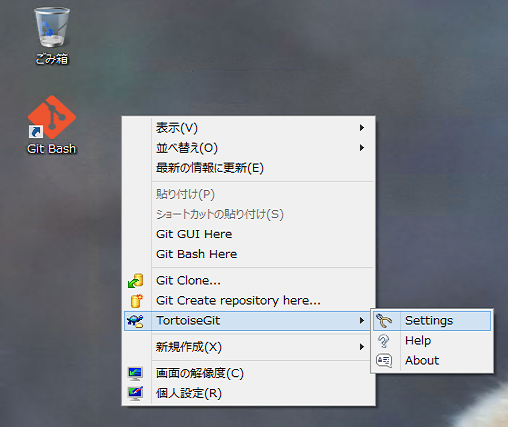 ごみ箱
Git Bash
表示(V)
並べ替え(O)
最新の情報に更新(E)
貼り付け(P)
ショートカットの貼り付け(S)
Git GUI Here
Git Bash Here
Git Clone...
Git Create repository here...
TortoiseGit
Settings
Help
About
新規作成(X)
画面の解像度(C)
個人設定(R)